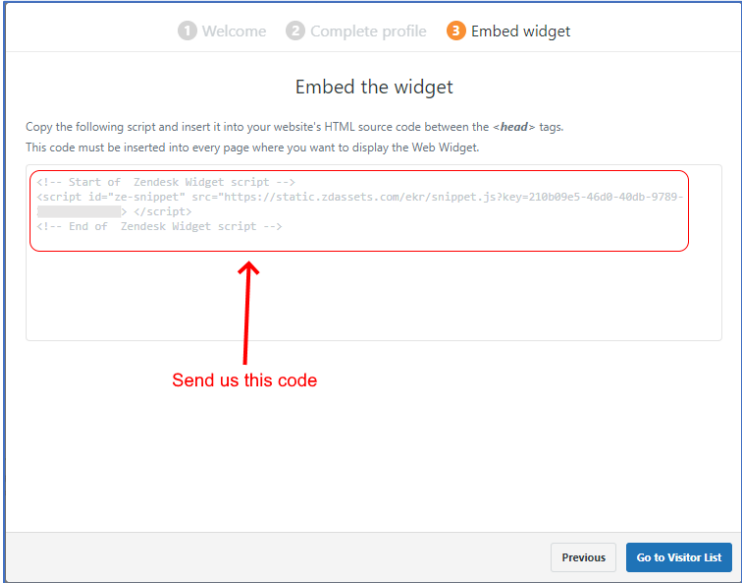 1 Welcome 2 Complete profile 3 Embed widget
Embed the widget
Copy the following script and insert it into your website's HTML source code between the <head> tags.
This code must be inserted into every page where you want to display the Web Widget.
<!-- Start of  Zendesk Widget script -->
<script id="ze-snippet" src="https://static.zdassets.com/ekr/snippet.js?key=210b09e5-46d0-40db-9789-
> </script>
<!-- End of  Zendesk Widget script -->
Send us this code
Previous Go to Visitor List